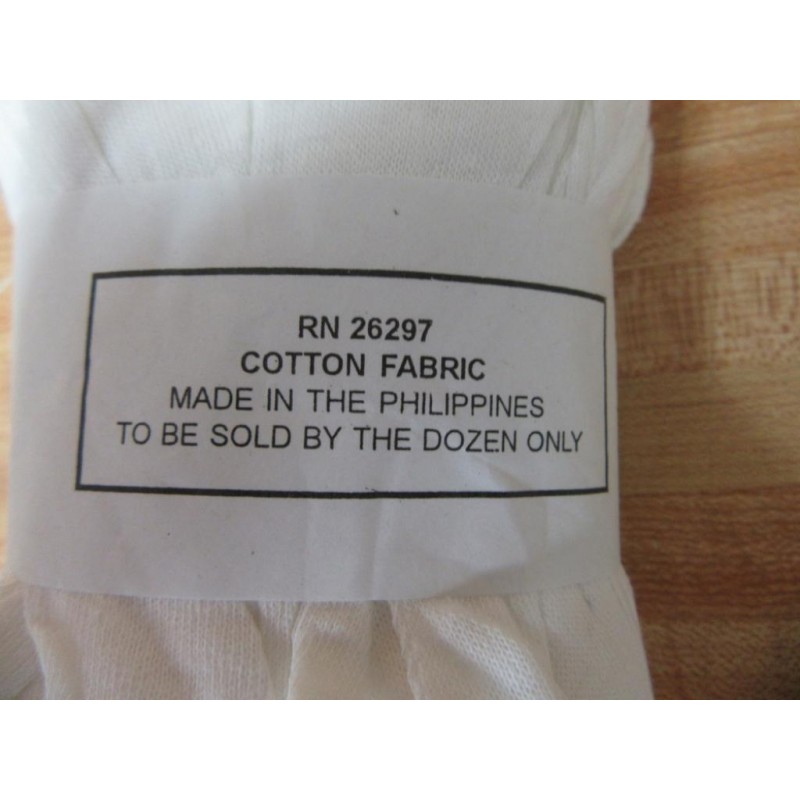 RN 26297
COTTON FABRIC
MADE IN THE PHILIPPINES
TO BE SOLD BY THE DOZEN ONLY